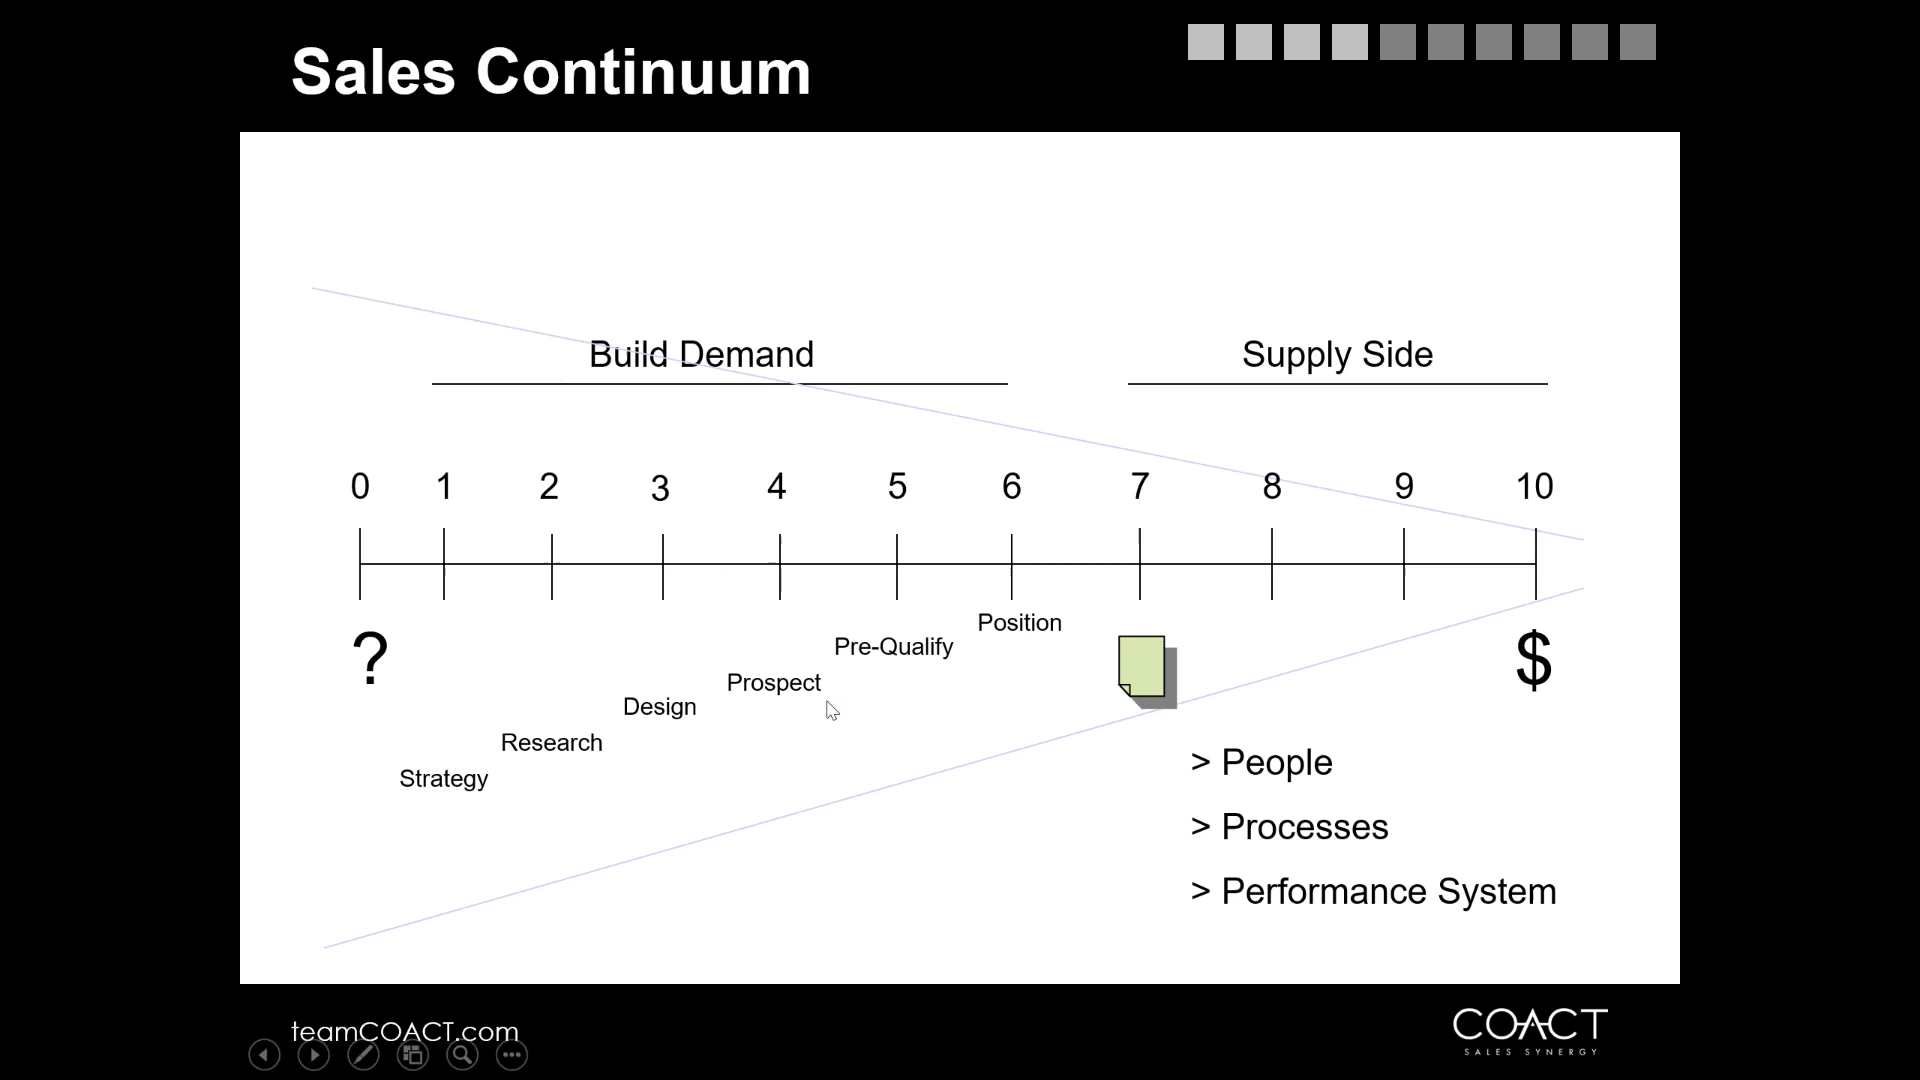 Sales Continuum
Build Demand
Supply Side
0 1 2 3 4 5 6 7 8 9 10
?
Position
Pre-Qualify
Prospect
Design
Research
Strategy
$
> People
> Processes
> Performance System
teamCOACT.com
COACT
SALES SYNERGY